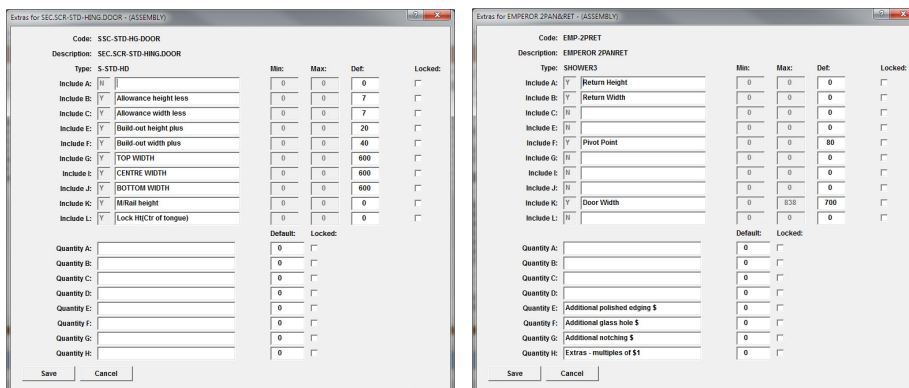 Extras for SEC.SCR-STD-HING.DOOR - (ASSEMBLY)
Code: SSC-STD-HG-DOOR
Description: SEC.SCR-STD-HING.DOOR
Type: S-STD-HD Min: Max: Def: Locked:
Include A: N 0 0 0
Include B: Y Allowance height less 0 0 7
Include C: Y Allowance width less 0 0 7
Include E: Y Build-out height plus 0 0 20
Include F: Y Build-out width plus 0 0 40
Include G: Y TOP WIDTH 0 0 600
Include I: Y CENTRE WIDTH 0 0 600
Include J: Y BOTTOM WIDTH 0 0 600
Include K: Y M/Rail height 0 0 0
Include L: Y Lock Ht(Ctr of tongue) 0 0 0
Default: Locked:
Quantity A: 0
Quantity B: 0
Quantity C: 0
Quantity D: 0
Quantity E: 0
Quantity F: 0
Quantity G: 0
Quantity H: 0
Save Cancel
Extras for EMPEROR 2PAN&RET - (ASSEMBLY)
Code: EMP-2PRET
Description: EMPEROR 2PANRET
Type: SHOWER3 Min: Max: Def: Locked:
Include A: Y Return Height 0 0 0
Include B: Y Return Width 0 0 0
Include C: N 0 0 0
Include E: N 0 0 0
Include F: Y Pivot Point 0 0 80
Include G: N 0 0 0
Include I: N 0 0 0
Include J: N 0 0 0
Include K: Y Door Width 0 838 700
Include L: N 0 0 0
Default: Locked:
Quantity A: 0
Quantity B: 0
Quantity C: 0
Quantity D: 0
Quantity E: Additional polished edging $ 0
Quantity F: Additional glass hole $ 0
Quantity G: Additional notching $ 0
Quantity H: Extras - multiples of $1 0
Save Cancel